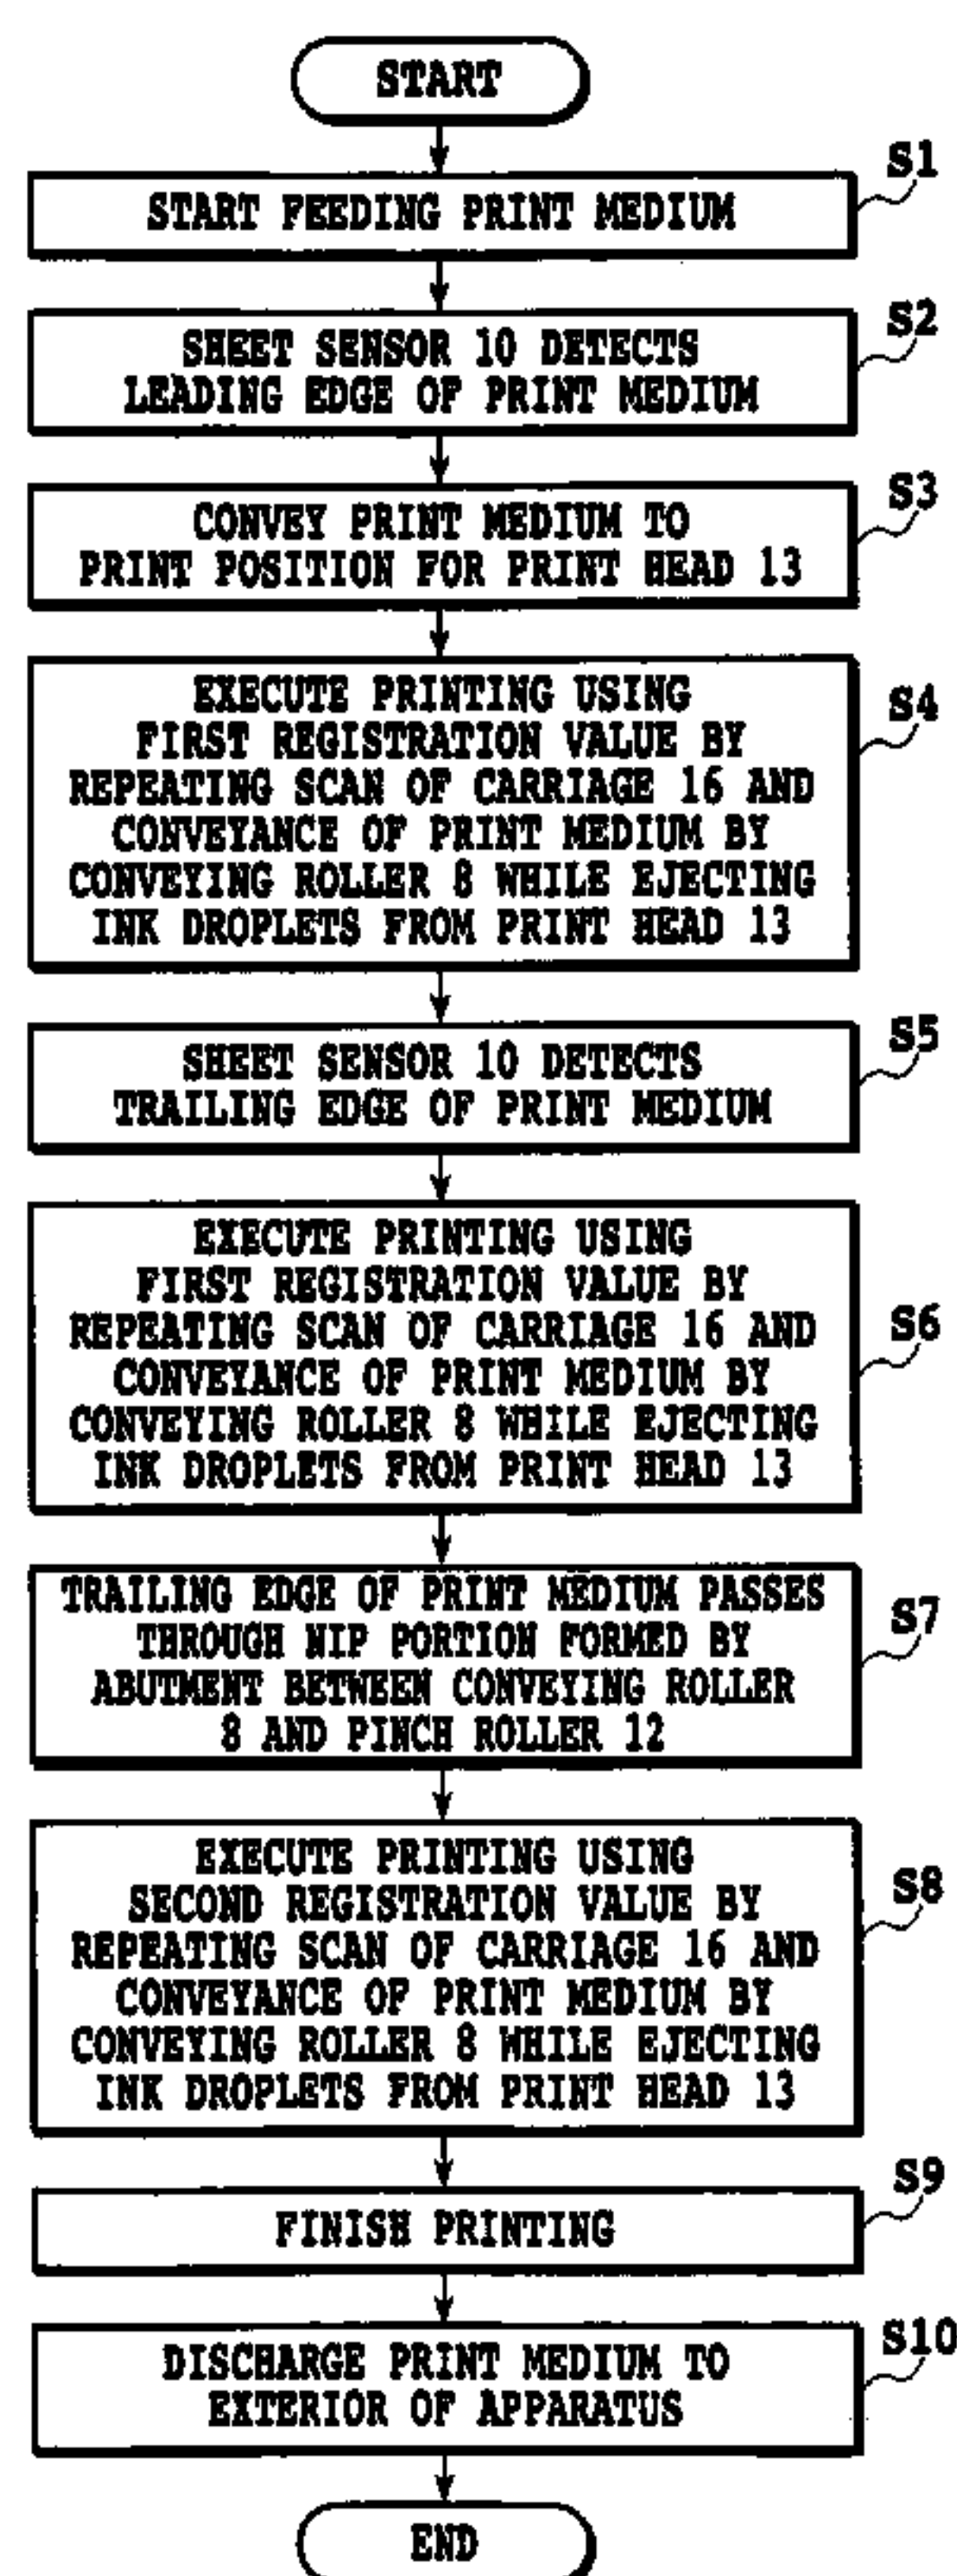 START
S1
START FEEDING PRINT MEDIUM
S2
SHEET SENSOR 10 DETECTS
LEADING EDGE OF PRINT MEDIUM
S3
CONVEY PRINT MEDIUM TO
PRINT POSITION FOR PRINT HEAD 13
S4
EXECUTE PRINTING USING
FIRST REGISTRATION VALUE BY
REPEATING SCAN OF CARRIAGE 16 AND
CONVEYANCE OF PRINT MEDIUM BY
CONVEYING ROLLER 8 WHILE EJECTING
INK DROPLETS FROM PRINT HEAD 13
S5
SHEET SENSOR 10 DETECTS
TRAILING EDGE OF PRINT MEDIUM
S6
EXECUTE PRINTING USING
FIRST REGISTRATION VALUE BY
REPEATING SCAN OF CARRIAGE 16 AND
CONVEYANCE OF PRINT MEDIUM BY
CONVEYING ROLLER 8 WHILE EJECTING
INK DROPLETS FROM PRINT HEAD 13
S7
TRAILING EDGE OF PRINT MEDIUM PASSES
THROUGH NIP PORTION FORMED BY
ABUTMENT BETWEEN CONVEYING ROLLER
8 AND PINCH ROLLER 12
S8
EXECUTE PRINTING USING
SECOND REGISTRATION VALUE BY
REPEATING SCAN OF CARRIAGE 16 AND
CONVEYANCE OF PRINT MEDIUM BY
CONVEYING ROLLER 8 WHILE EJECTING
INK DROPLETS FROM PRINT HEAD 13
S9
FINISH PRINTING
S10
DISCHARGE PRINT MEDIUM TO
EXTERIOR OF APPARATUS
END